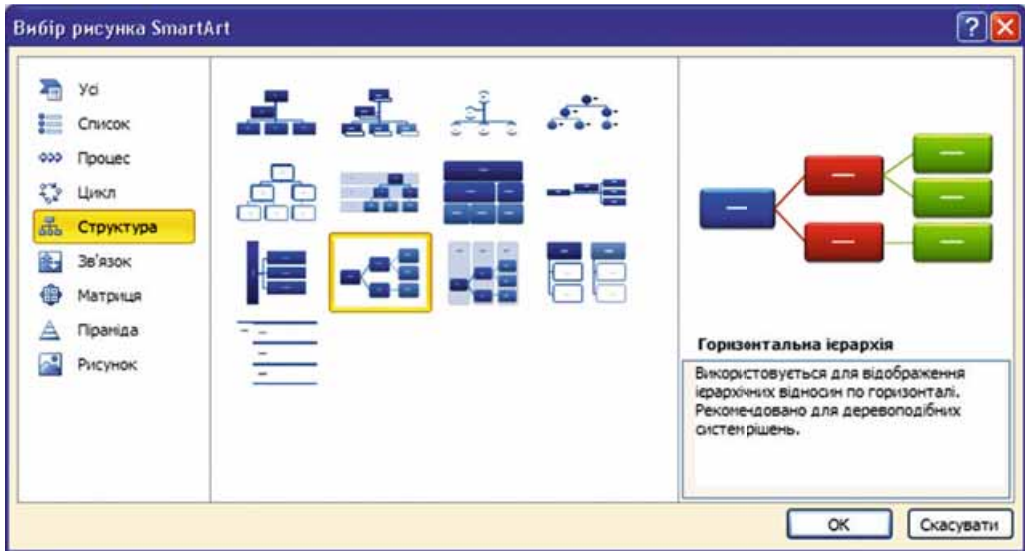 Вибір рисунка SmartArt
Усі
Список
Процес
Цикл
Структура
Зв'язок
Матриця
Піраміда
Рисунок
Горизонтальна ієрархія
Використовується для відображення
ієрархічних відносин по горизонталі.
Рекомендовано для деревоподібних
систем рішень.
ОК
Скасувати